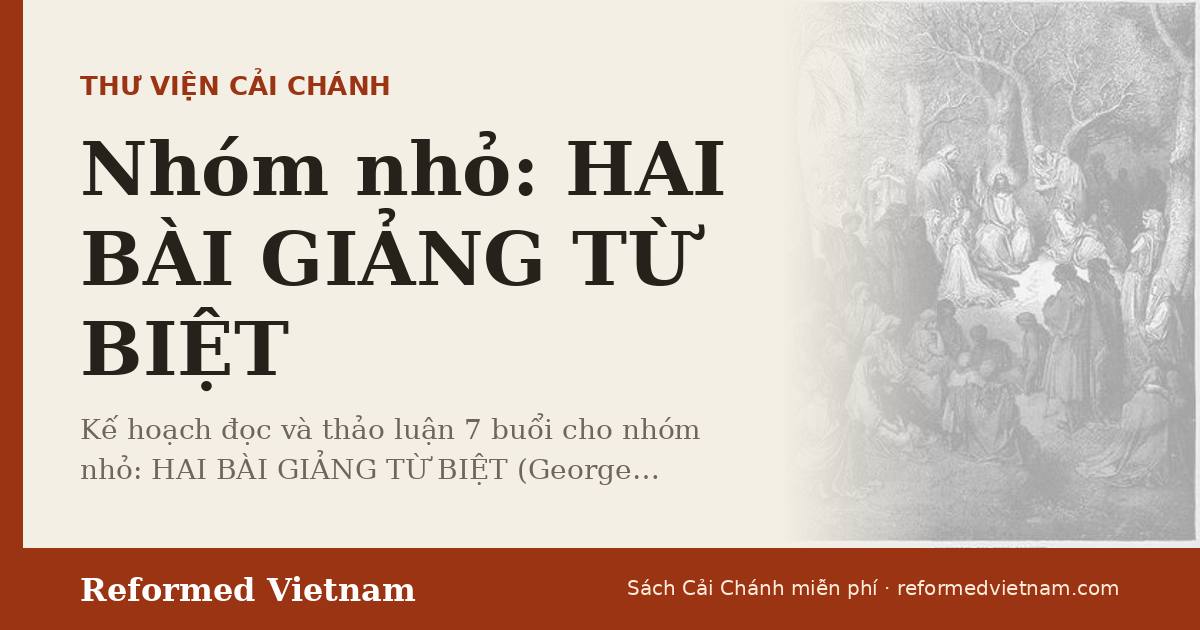 THƯ VIỆN CẢI CHÁNH
Nhóm nhỏ: HAI
BÀI GIẢNG TỪ
BIỆT
Kế hoạch đọc và thảo luận 7 buổi cho nhóm
nhỏ: HAI BÀI GIẢNG TỪ BIỆT (George…
Reformed Vietnam
Sách Cải Chánh miễn phí · reformedvietnam.com